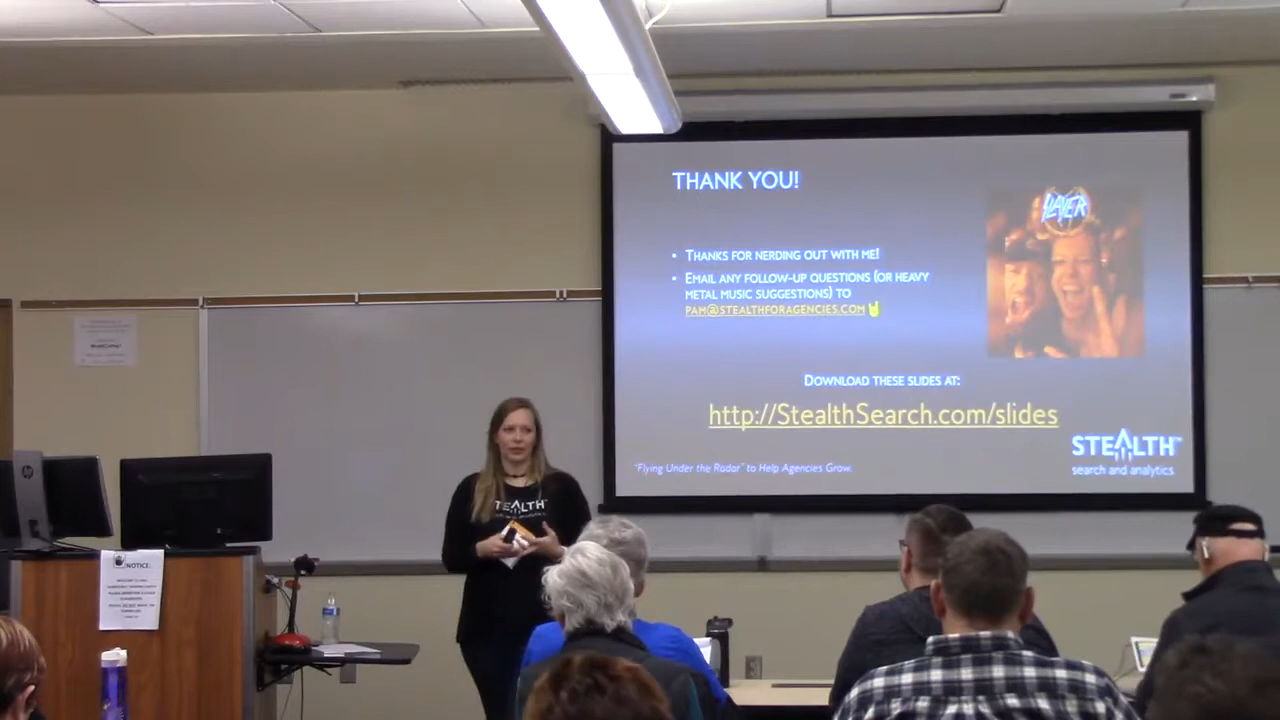 THANK YOU!
SLAYER
• THANKS FOR NERDING OUT WITH ME!
• EMAIL ANY FOLLOW-UP QUESTIONS (OR HEAVY
METAL MUSIC SUGGESTIONS) TO
PAM@STEALTHFORAGENCIES.COM
DOWNLOAD THESE SLIDES AT:
http://StealthSearch.com/slides
STEALTH™
search and analytics
"Flying Under the Radar" to Help Agencies Grow.
STEALTH
hp
NOTICE: